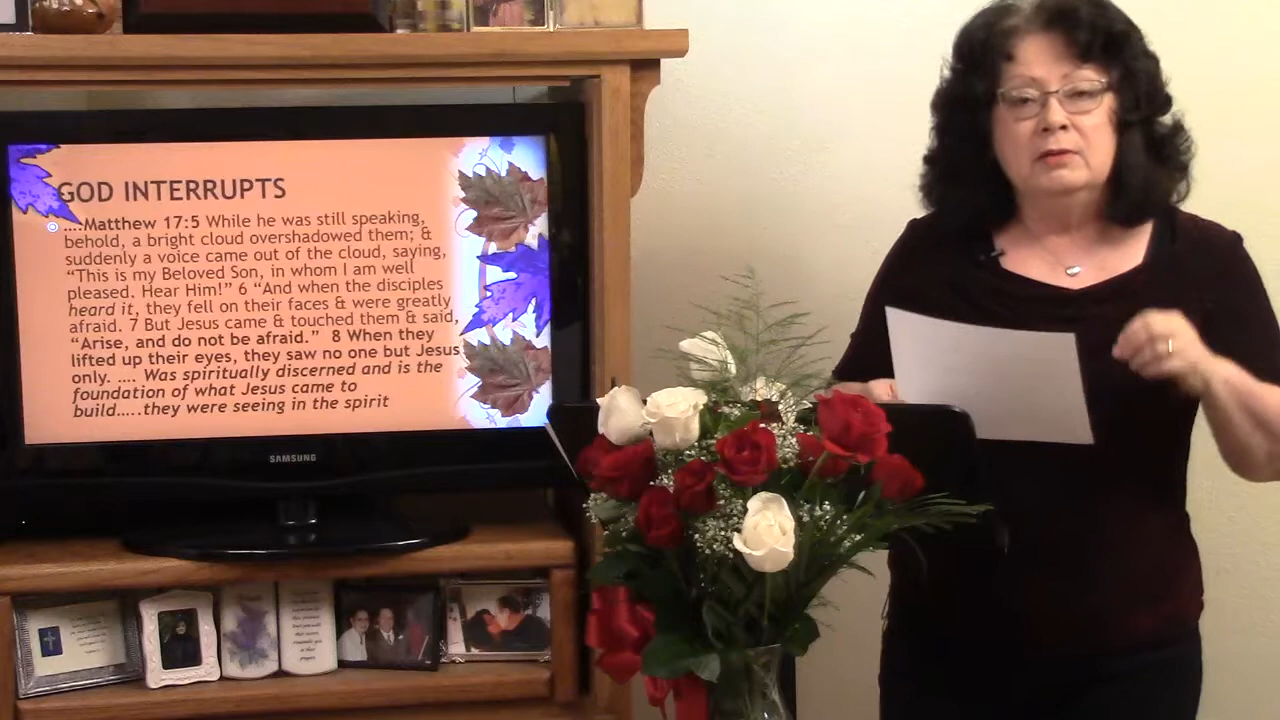 GOD INTERRUPTS
....Matthew 17:5 While he was still speaking,
behold, a bright cloud overshadowed them; &
suddenly a voice came out of the cloud, saying,
“This is my Beloved Son, in whom I am well
pleased. Hear Him!” 6 “And when the disciples
heard it, they fell on their faces & were greatly
afraid. 7 But Jesus came & touched them & said,
“Arise, and do not be afraid.” 8 When they
lifted up their eyes, they saw no one but Jesus
only. .... Was spiritually discerned and is the
foundation of what Jesus came to
build.....they were seeing in the spirit
SAMSUNG